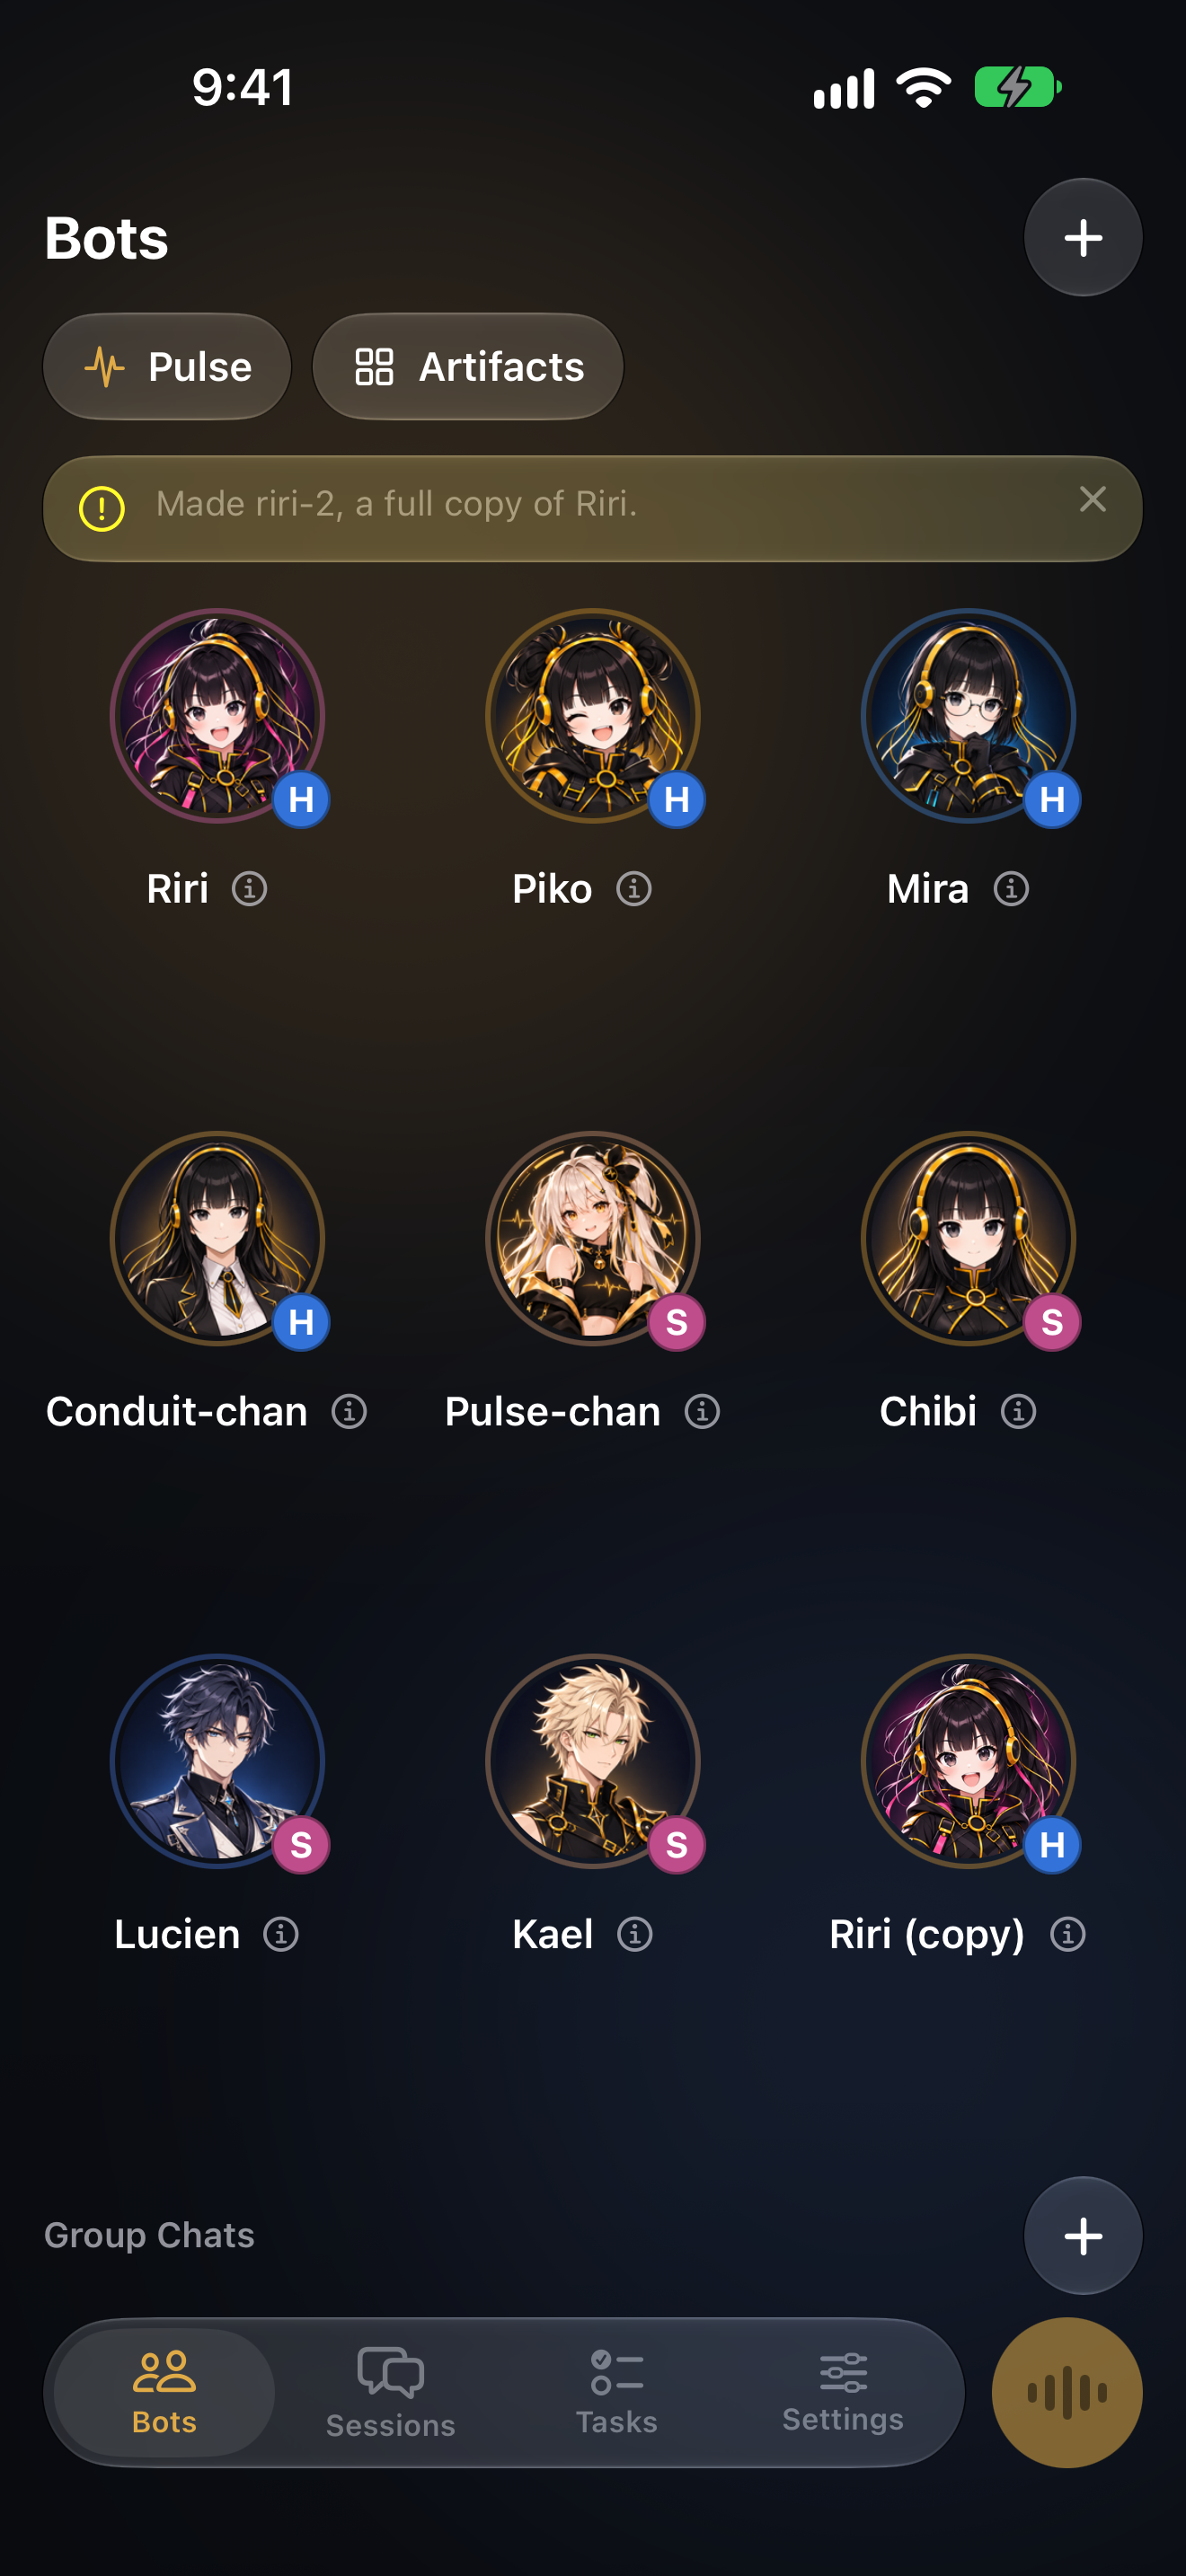 9:41
Bots
Pulse
Artifacts
Made riri-2, a full copy of Riri.
H
H
H
Riri
Piko
Mira
H
S
S
Conduit-chan
Pulse-chan
Chibi
S
S
H
Lucien
Kael
Riri (copy)
Group Chats
Bots
Sessions
Tasks
Settings